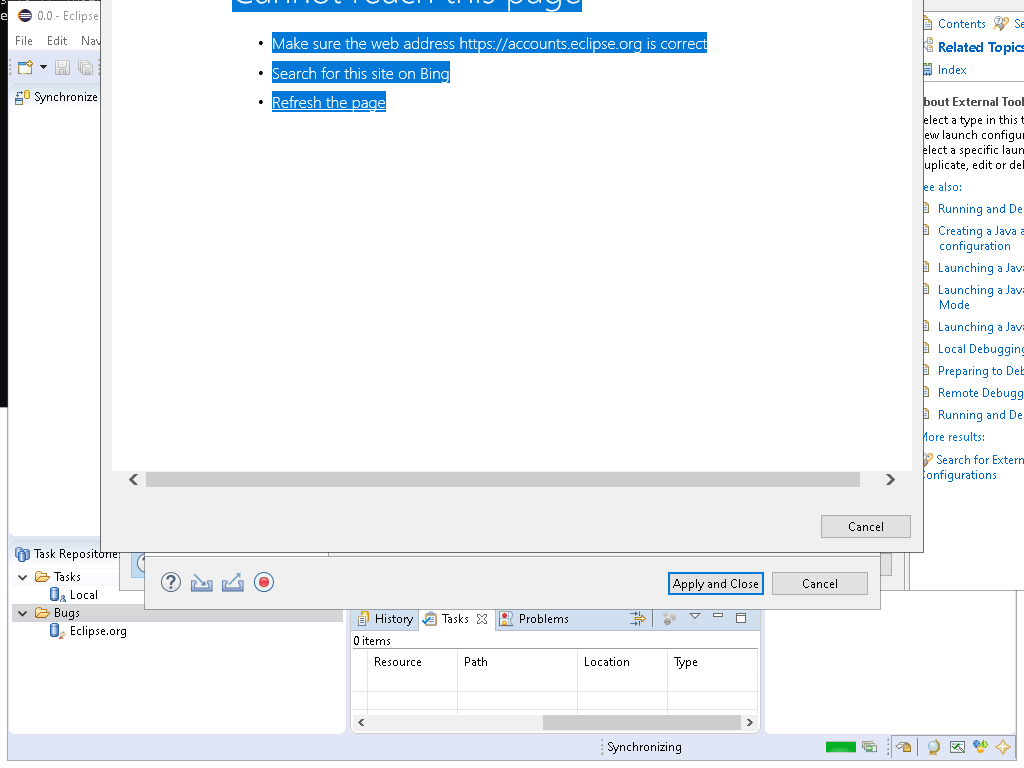 Cannot reach this page
0.0 - Eclipse
File Edit Nav
Synchronize
• Make sure the web address https://accounts.eclipse.org is correct
• Search for this site on Bing
• Refresh the page
Cancel
Contents
Related Topics
Index
bout External Tool
elect a type in this t
ew launch configur
elect a specific laun
uplicate, edit or del
ee also:
Running and De
Creating a Java a
configuration
Launching a Java
Launching a Java
Mode
Launching a Java
Local Debugging
Preparing to Deb
Remote Debugg
Running and De
More results:
Search for Extern
Configurations
Apply and Close
Cancel
Task Repositorie
Tasks
Local
Bugs
Eclipse.org
History Tasks Problems
0 items
Resource Path Location Type
Synchronizing